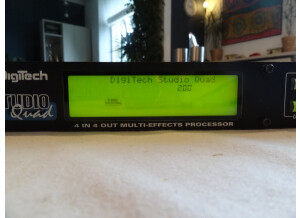 DigiTech
DigiTech Studio Quad
200
STUDIO
Quad
4 IN 4 OUT MULTI-EFFECTS PROCESSOR